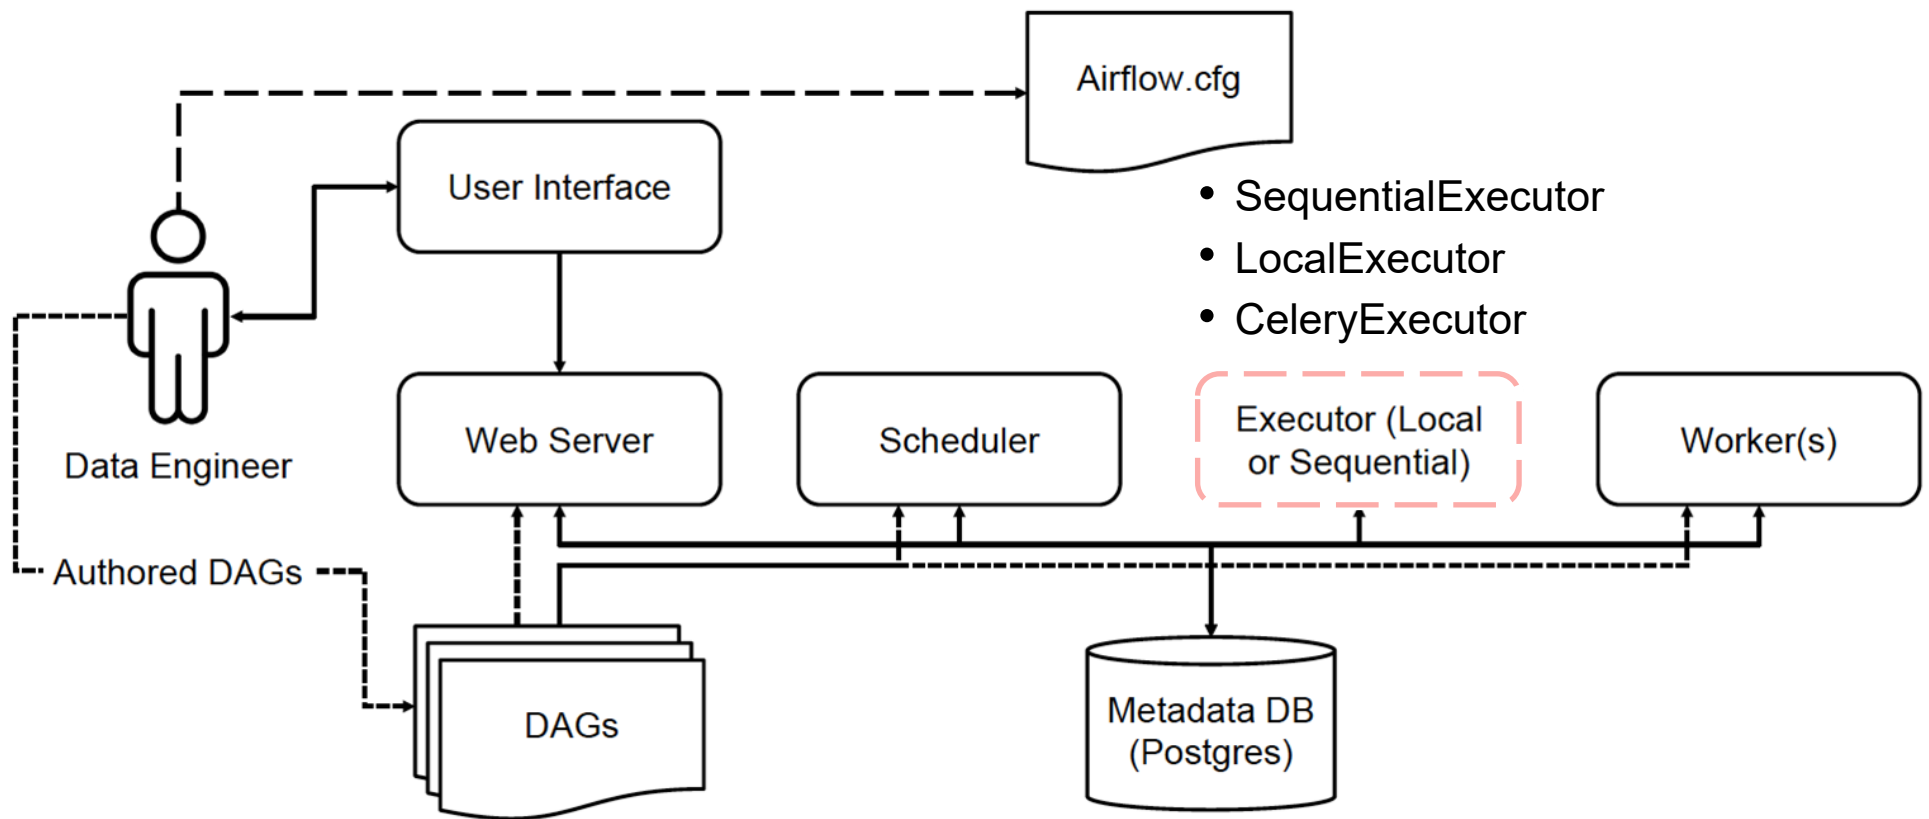 Airflow.cfg
User Interface
• SequentialExecutor
• LocalExecutor
• CeleryExecutor
Data Engineer
Web Server
Scheduler
Executor (Local
or Sequential)
Worker(s)
Authored DAGs
DAGs
Metadata DB
(Postgres)